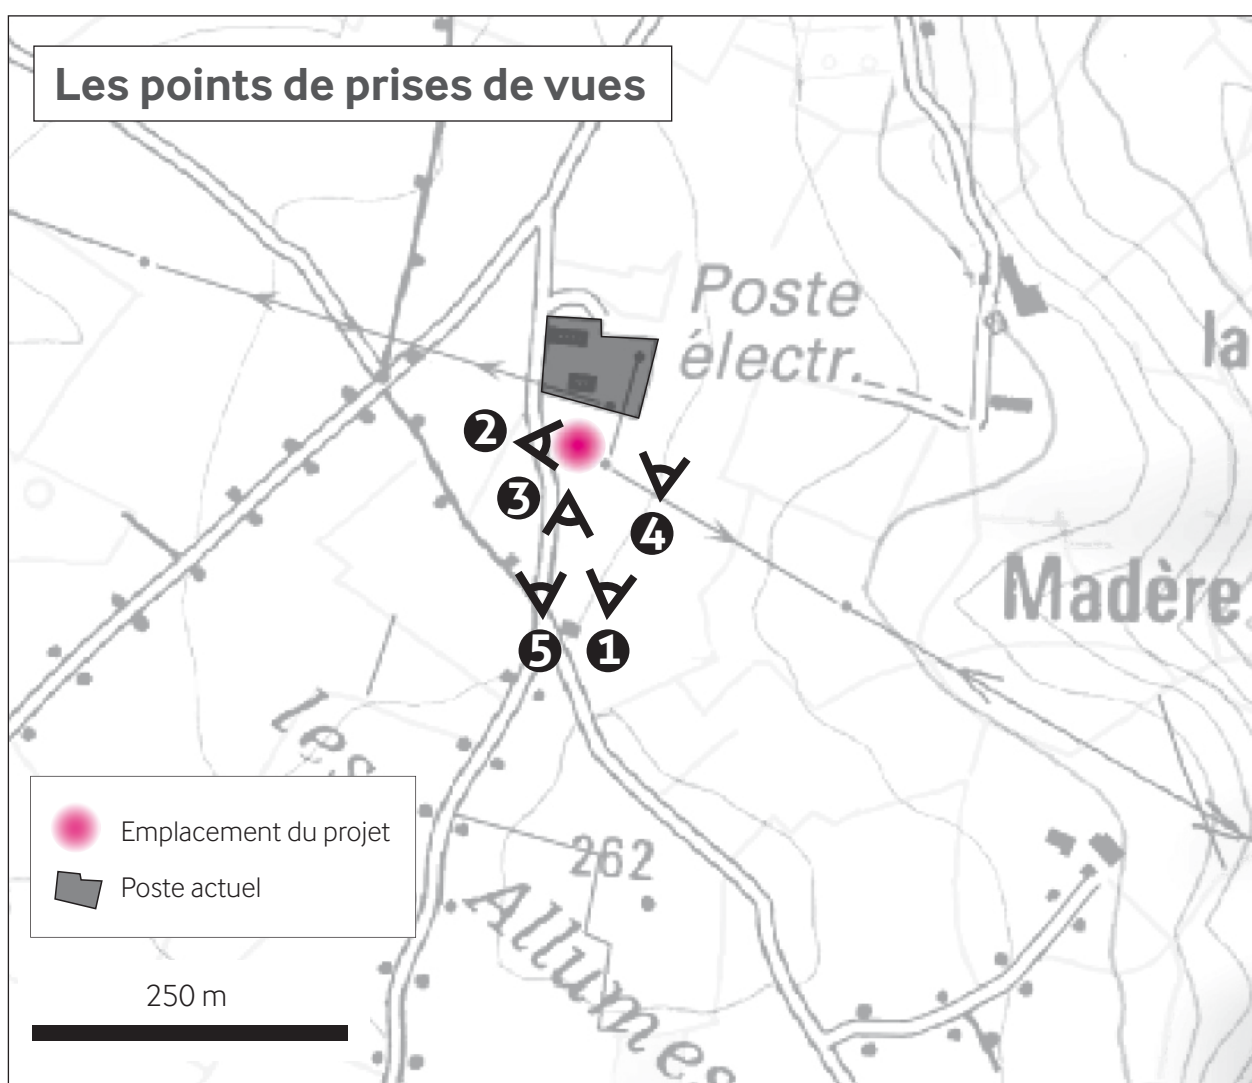 Les points de prises de vues
Poste
électr.
la
2
3
4
Madère
5
1
les
Emplacement du projet
Poste actuel
262
Allumes
250 m